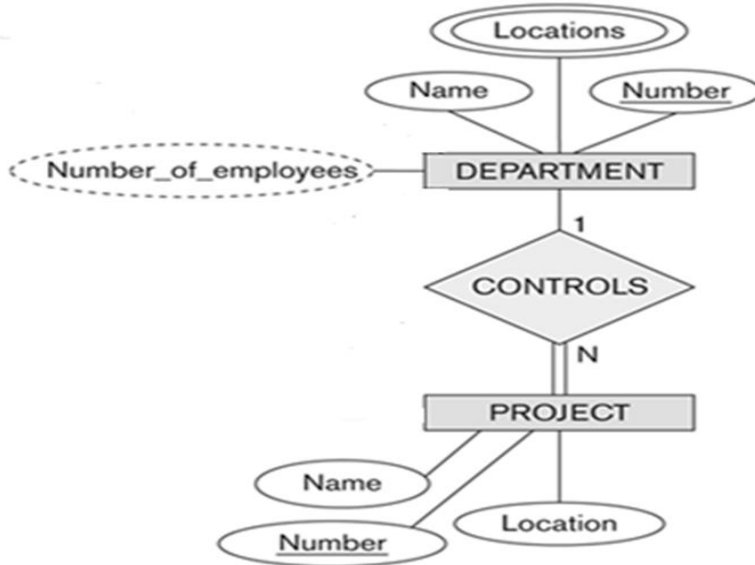 Locations
Name
Number
Number_of_employees
DEPARTMENT
1
CONTROLS
N
PROJECT
Name
Location
Number